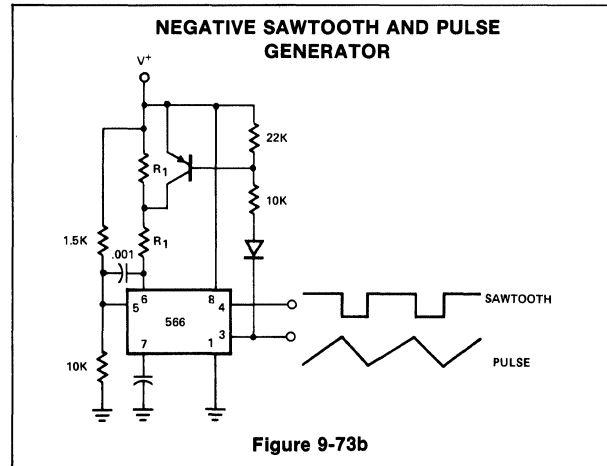 NEGATIVE SAWTOOTH AND PULSE
GENERATOR
V+
22K
R1
10K
1.5K
.001
R1
6
8
5
4
SAWTOOTH
566
3
7
1
10K
PULSE
Figure 9-73b